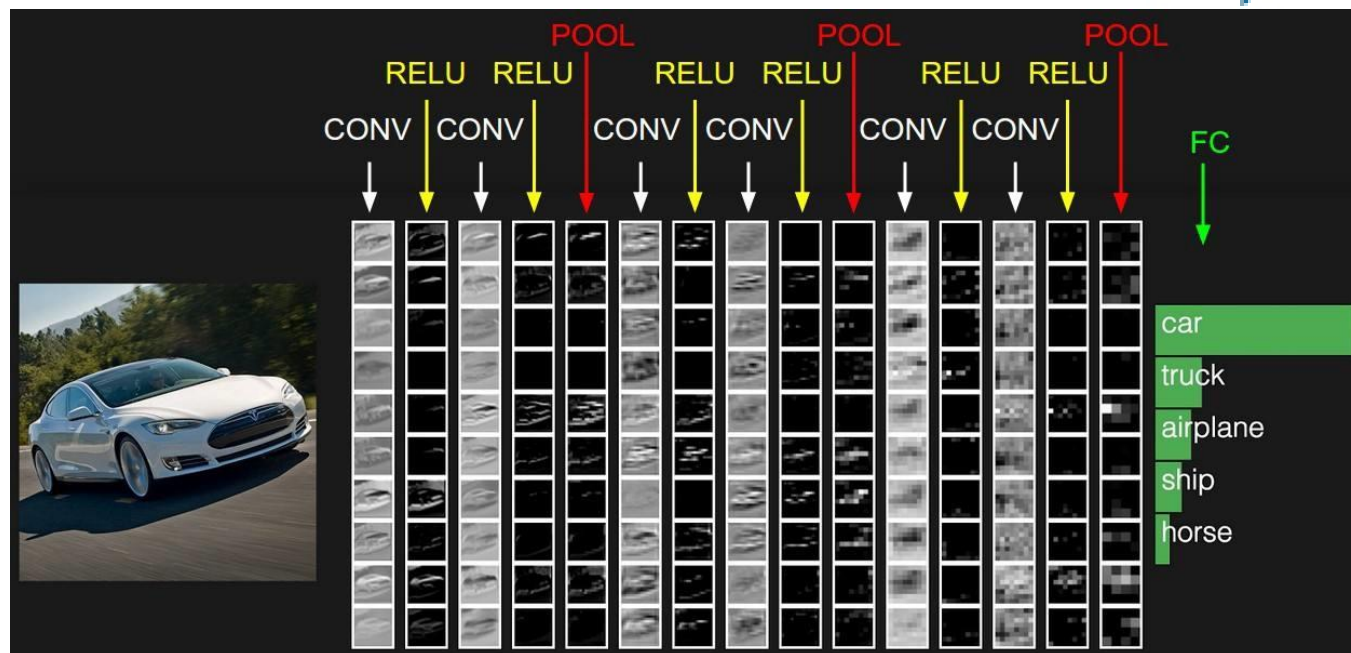 POOL POOL POOL
RELU RELU RELU RELU RELU RELU
CONV CONV CONV CONV CONV CONV
FC
car
truck
airplane
ship
horse